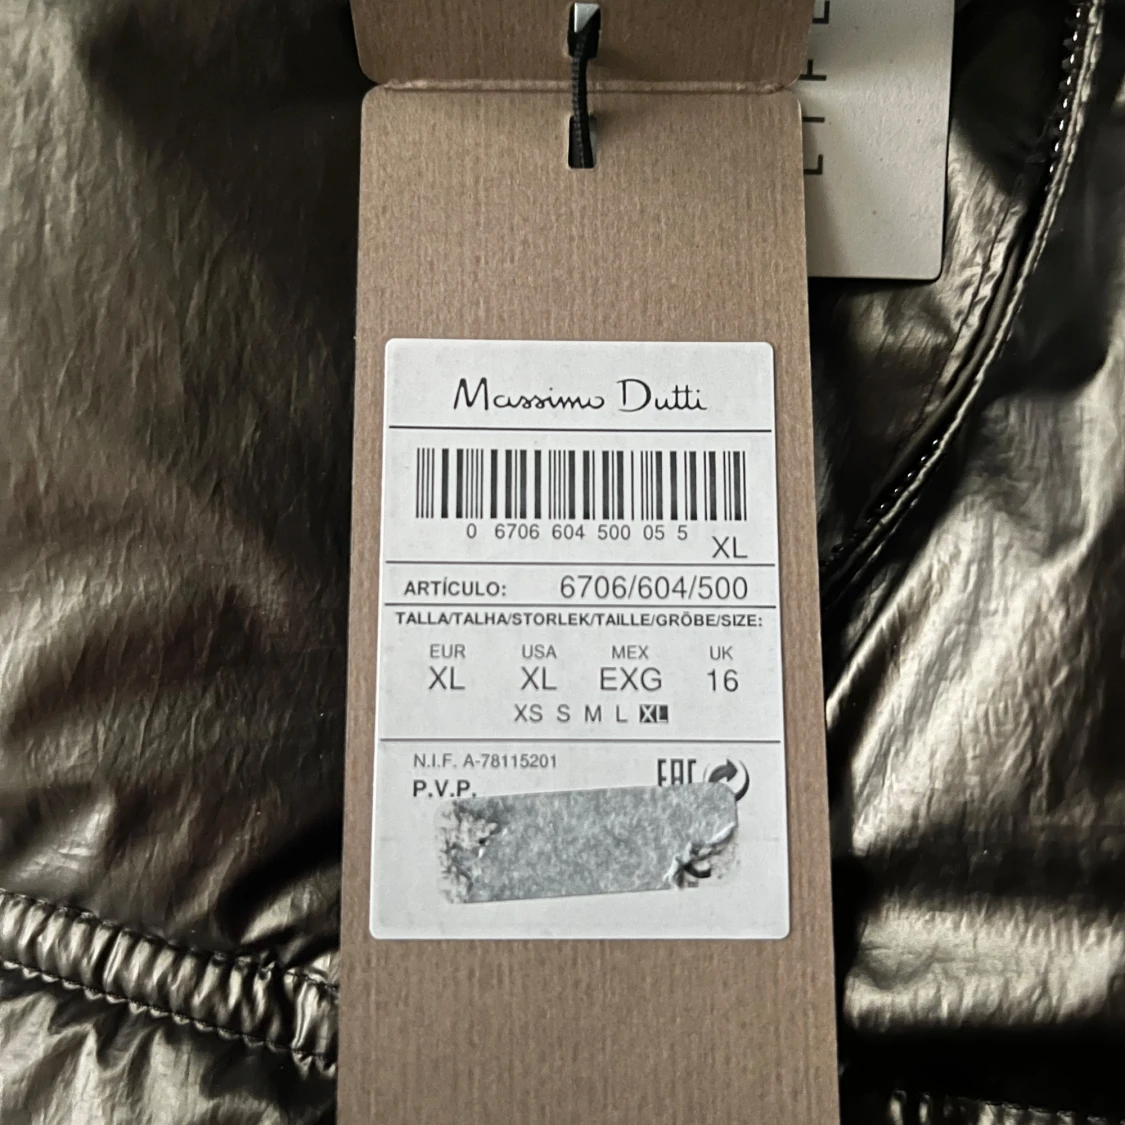 Massimo Dutti
0 6706 604 500 05 5
XL
ARTÍCULO: 6706/604/500
TALLA/TALHA/STORLEK/TAILLE/GRÖBE/SIZE:
EUR USA MEX UK
XL XL EXG 16
XS S M L XL
N.I.F. A-78115201
EAC
P.V.P.